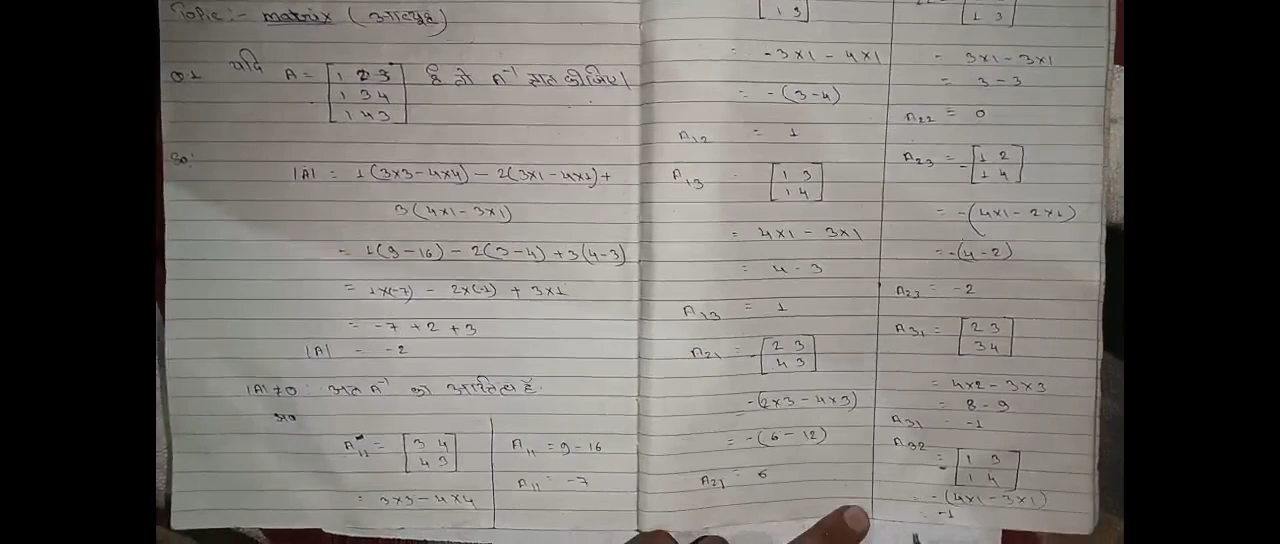 Topic:- matrix (आव्यूह)
Q.1 यदि A = [1 2 3
1 3 4
1 4 3] है तो A⁻¹ ज्ञात कीजिए।
So:
|A| = 1(3×3-4×4) - 2(3×1-4×1) +
3(4×1-3×1)
= 1(9-16) - 2(3-4) + 3(4-3)
= 1×(-7) - 2×(-1) + 3×1
= -7 + 2 + 3
|A| = -2
|A| ≠ 0 : अतः A⁻¹ का अस्तित्व है.
A₁₁ = [3 4
4 3]
= 3×3 - 4×4
A₁₁ = 9-16
A₁₁ = -7
1 3]
= -3×1 - 4×1
= -(3-4)
A₁₂ = 1
A₁₃ = [1 3
1 4]
= 4×1 - 3×1
= 4-3
A₁₃ = 1
A₂₁ = -[2 3
4 3]
-(2×3-4×3)
= -(6-12)
A₂₁ = 6
1 3]
= 3×1-3×1
= 3-3
A₂₂ = 0
A₂₃ = -[1 2
1 4]
= -(4×1-2×1)
= -(4-2)
A₂₃ = -2
A₃₁ = [2 3
3 4]
= 4×2 - 3×3
= 8-9
A₃₁ = -1
A₃₂
= -[1 3
1 4]
= -(4×1-3×1)
= -1